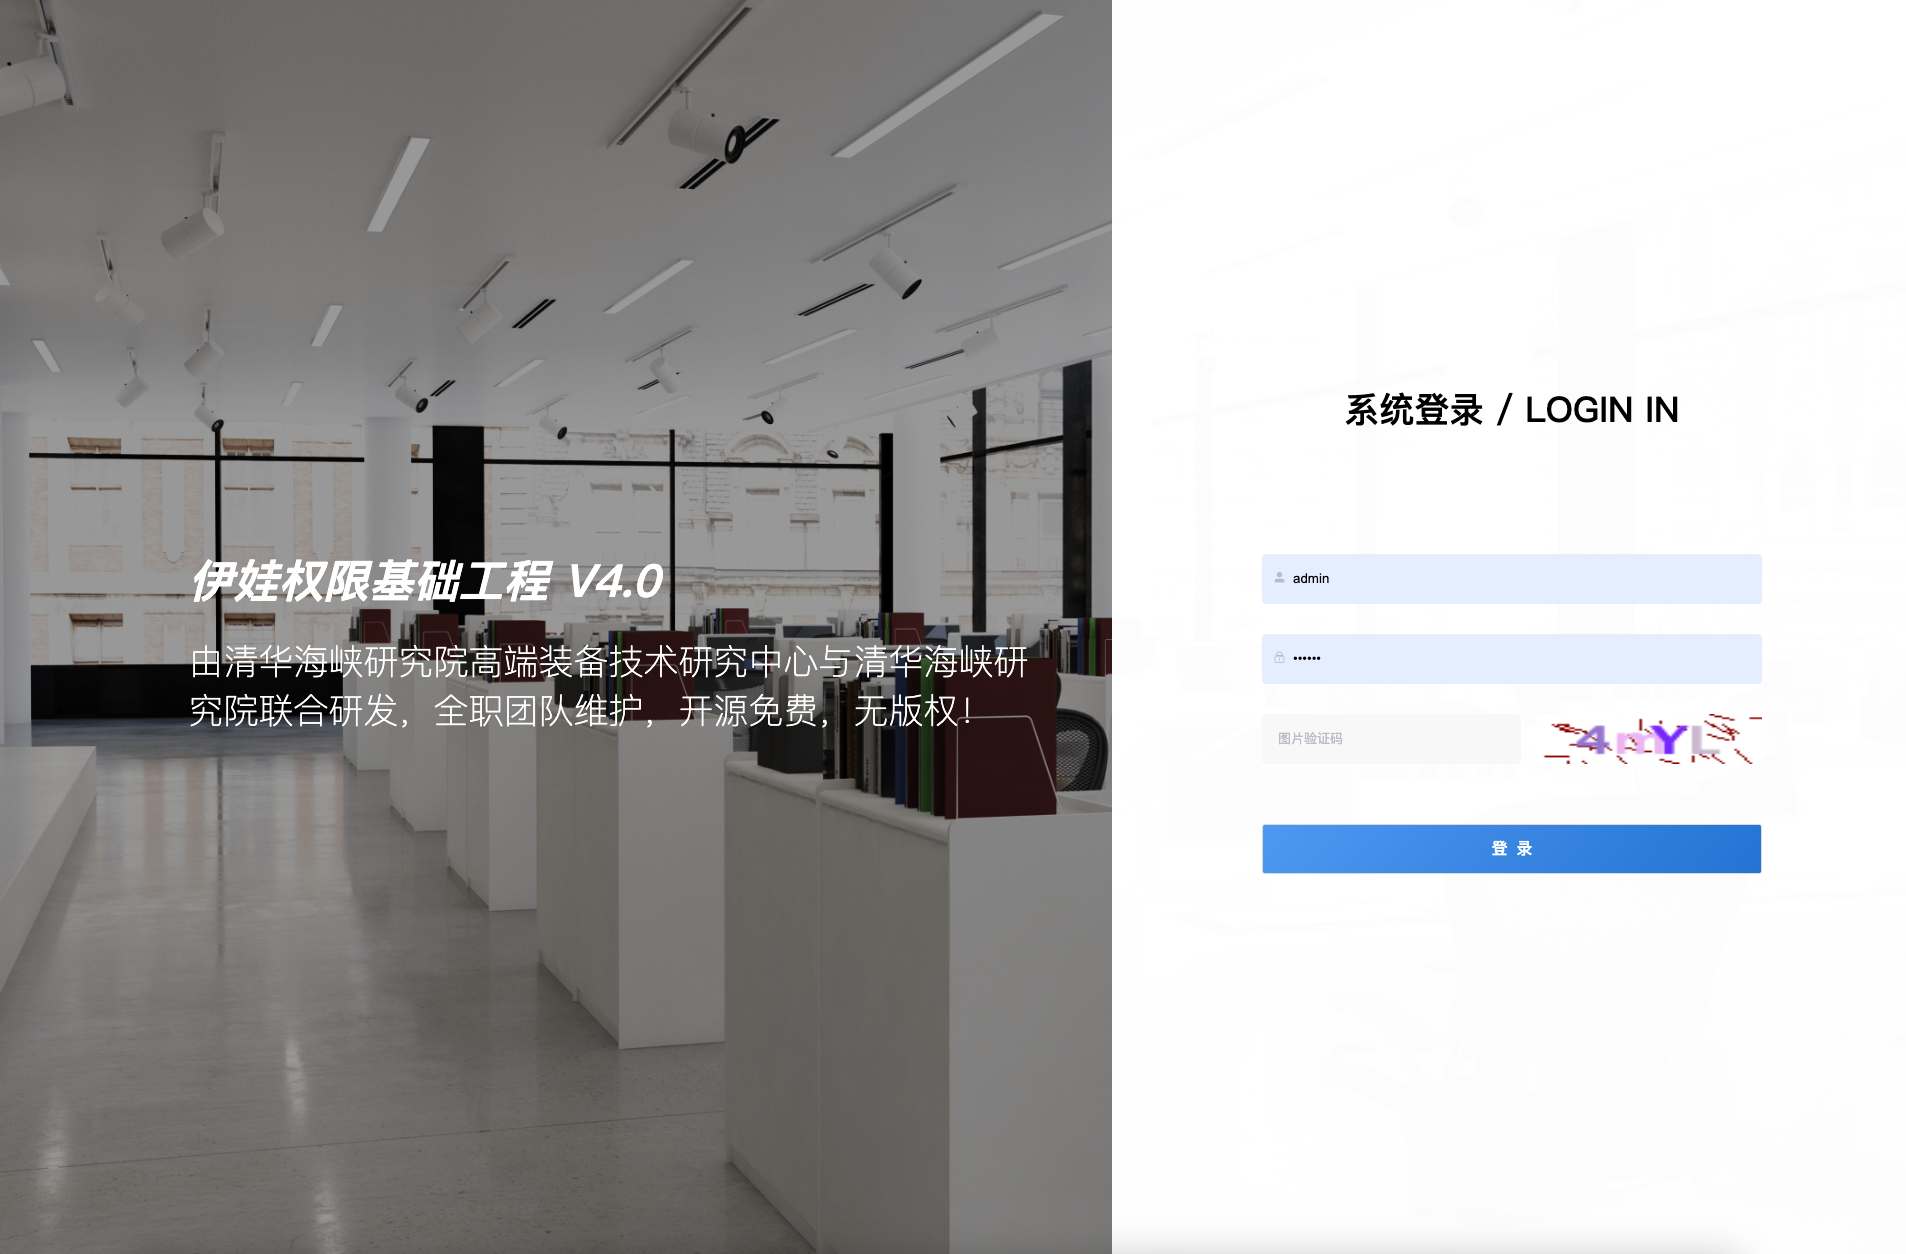 伊娃权限基础工程 V4.0
由清华海峡研究院高端装备技术研究中心与清华海峡研
究院联合研发，全职团队维护，开源免费，无版权！
系统登录 / LOGIN IN
admin
••••••
图片验证码
4mYL
登 录